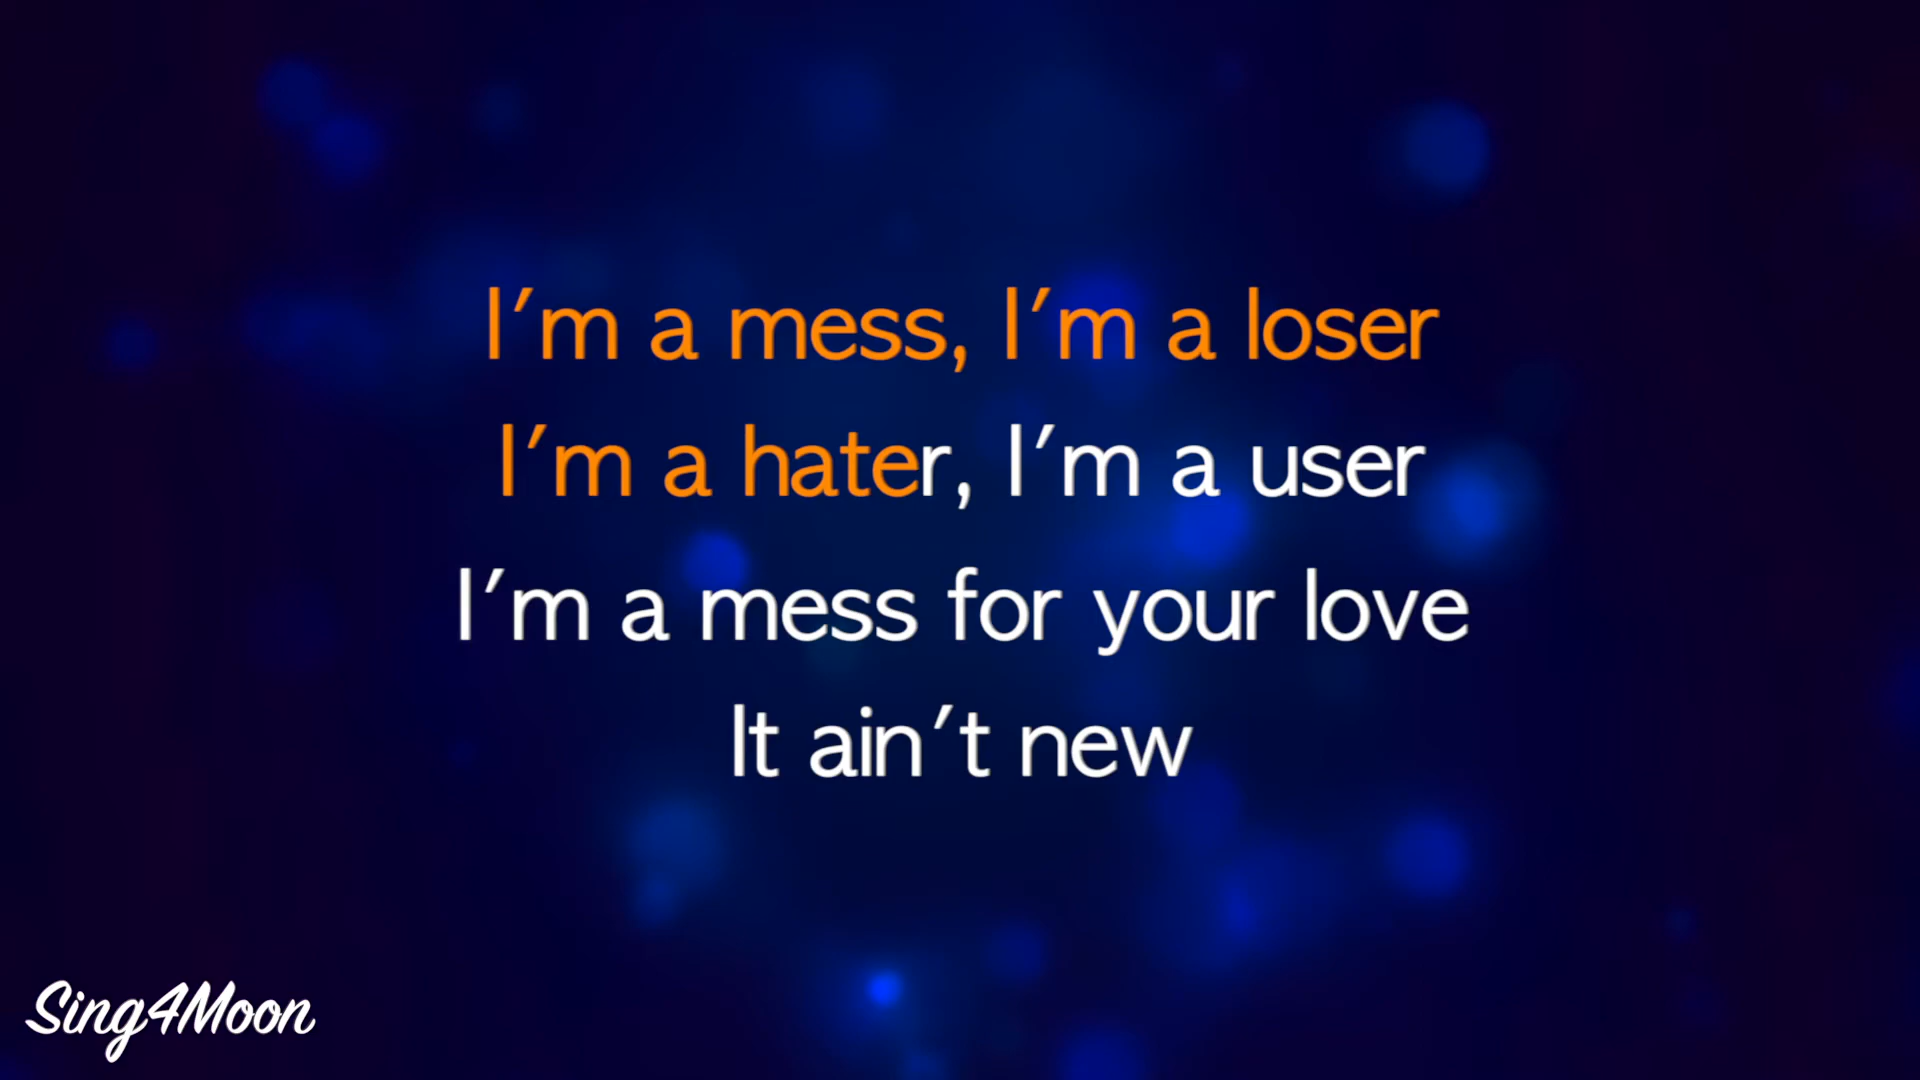 I'm a mess, I'm a loser
I'm a hater, I'm a user
I'm a mess for your love
It ain't new
Sing4Moon